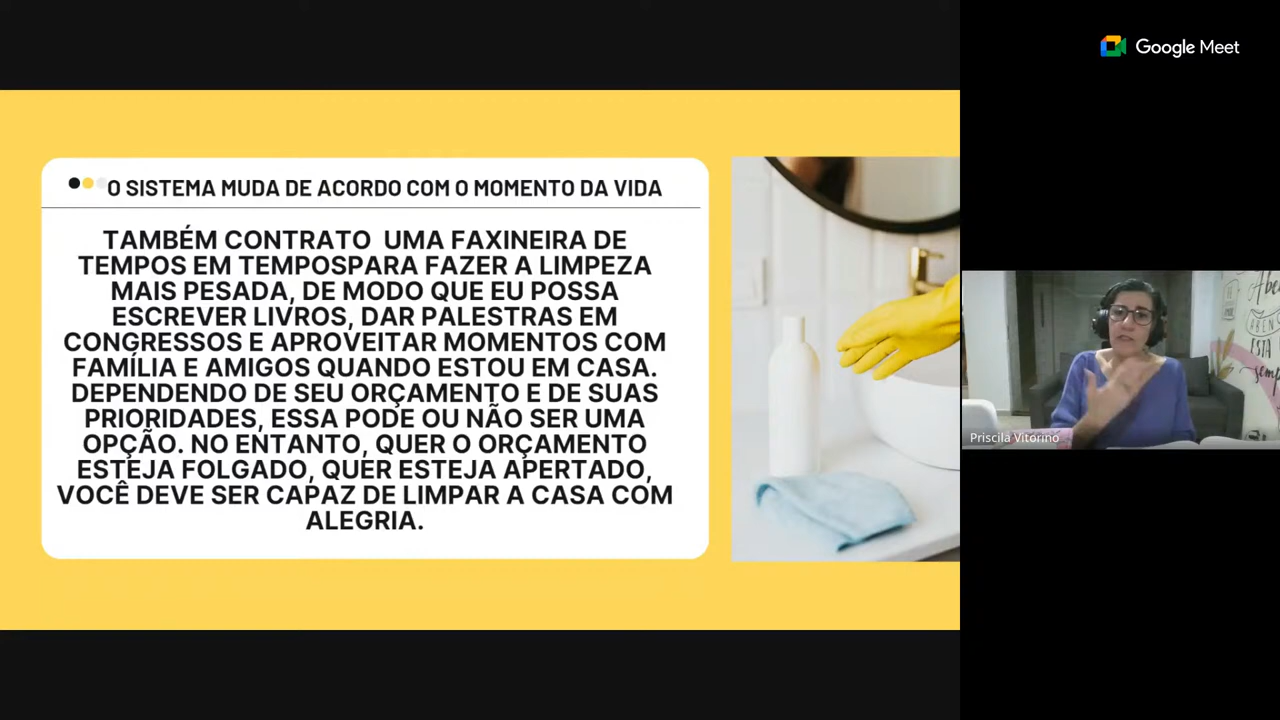 O SISTEMA MUDA DE ACORDO COM O MOMENTO DA VIDA
TAMBÉM CONTRATO UMA FAXINEIRA DE
TEMPOS EM TEMPOSPARA FAZER A LIMPEZA
MAIS PESADA, DE MODO QUE EU POSSA
ESCREVER LIVROS, DAR PALESTRAS EM
CONGRESSOS E APROVEITAR MOMENTOS COM
FAMÍLIA E AMIGOS QUANDO ESTOU EM CASA.
DEPENDENDO DE SEU ORÇAMENTO E DE SUAS
PRIORIDADES, ESSA PODE OU NÃO SER UMA
OPÇÃO. NO ENTANTO, QUER O ORÇAMENTO
ESTEJA FOLGADO, QUER ESTEJA APERTADO,
VOCÊ DEVE SER CAPAZ DE LIMPAR A CASA COM
ALEGRIA.
Google Meet
Priscila Vitorino